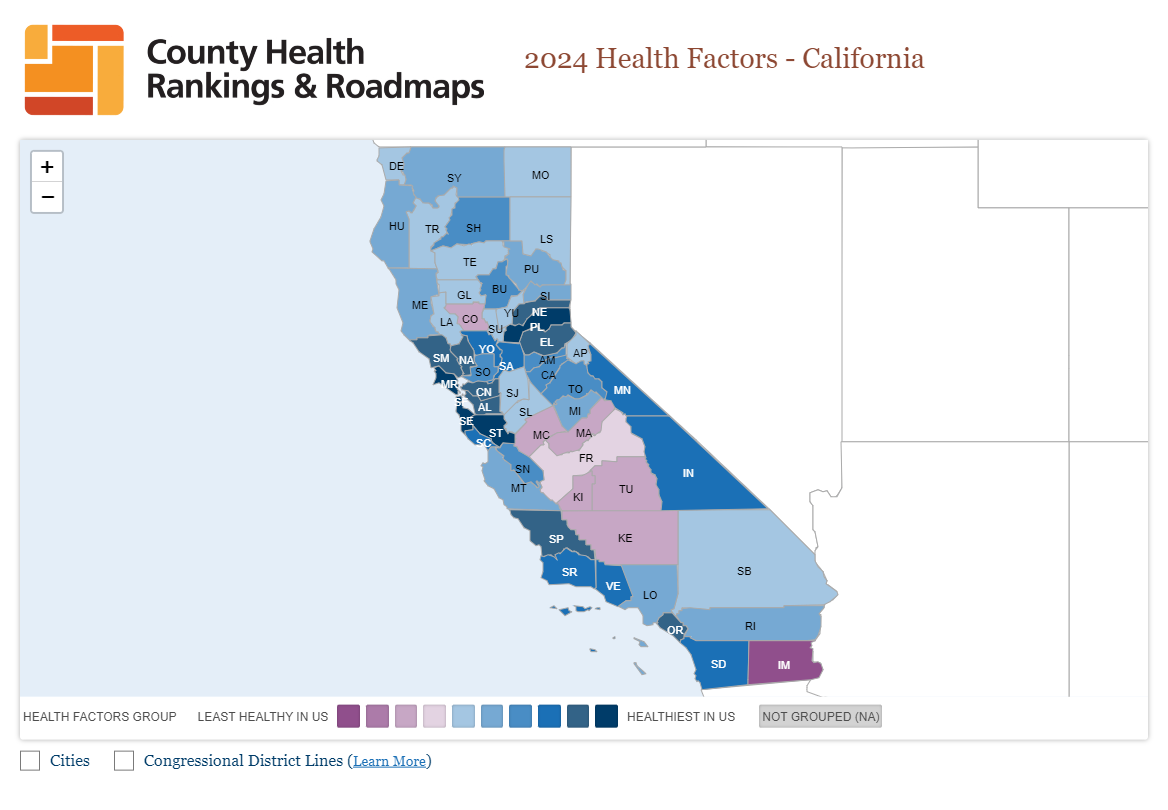 County Health
Rankings & Roadmaps
2024 Health Factors - California
+
−
DE
SY
MO
HU
TR
SH
LS
TE
PU
BU
GL
SI
ME
LA
CO
YU
NE
SU
PL
EL
YO
SM
NA
SA
AM
AP
SO
CA
MR
CN
SJ
TO
MN
AL
SL
MI
SE
ST
MC
MA
SC
FR
SN
IN
MT
KI
TU
SP
KE
SR
SB
VE
LO
OR
RI
SD
IM
HEALTH FACTORS GROUP
LEAST HEALTHY IN US
HEALTHIEST IN US
NOT GROUPED (NA)
Cities
Congressional District Lines (Learn More)